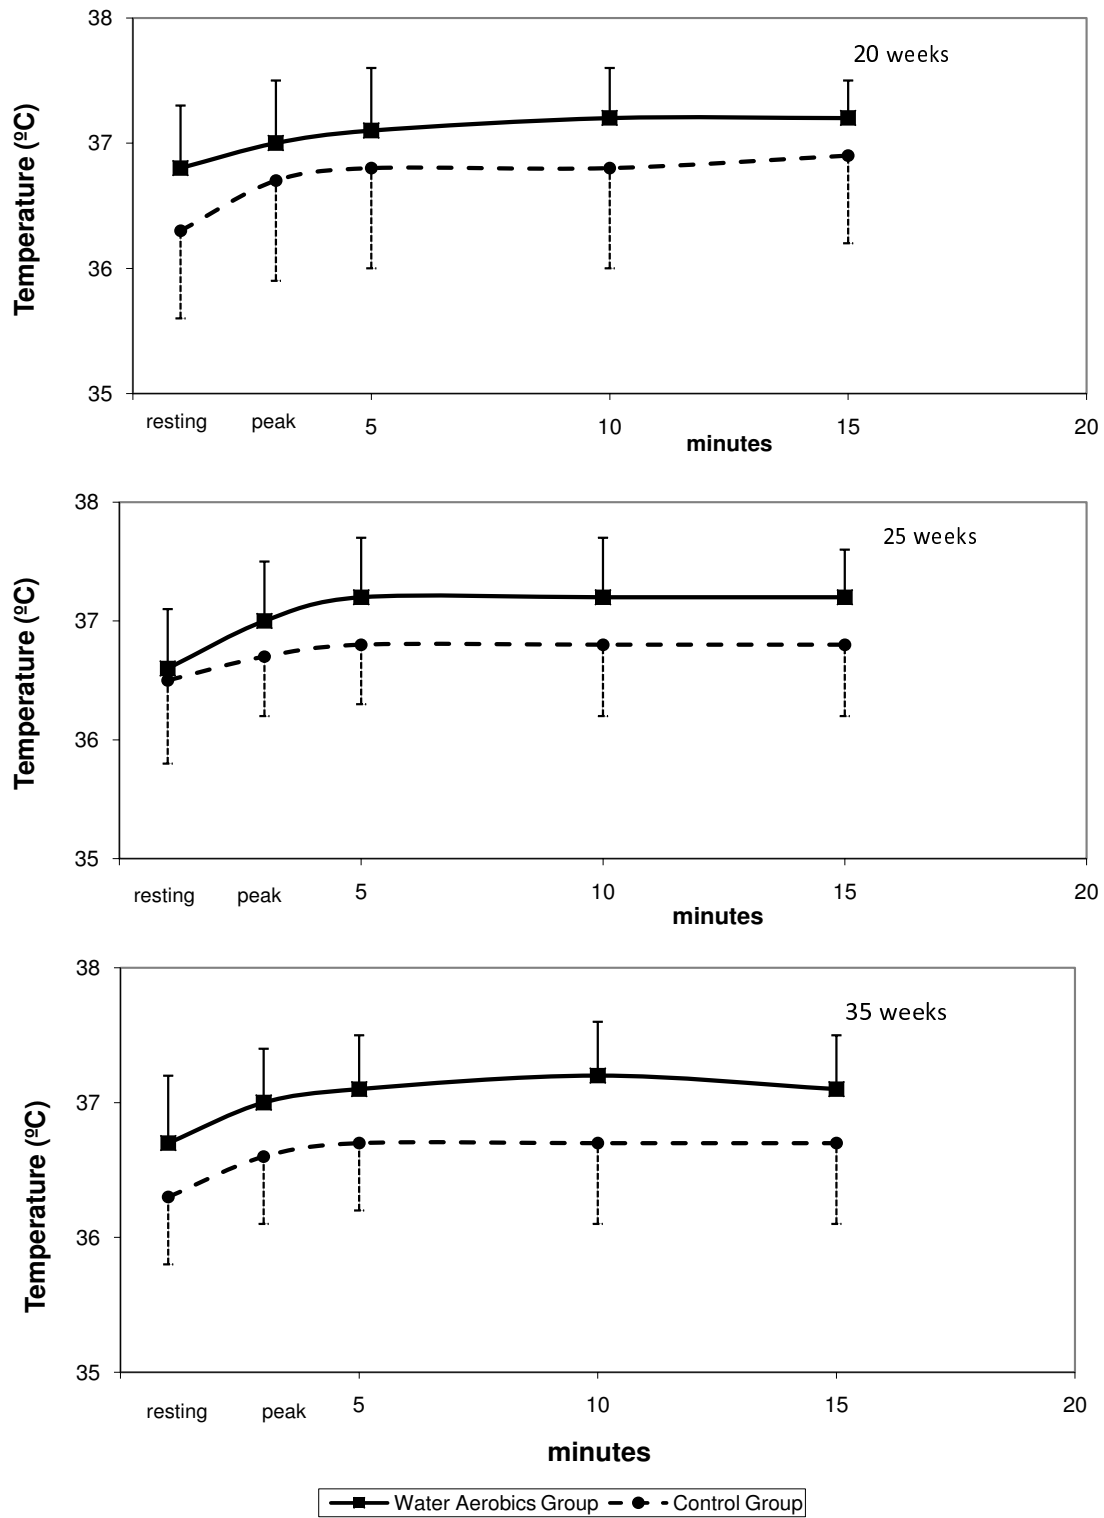 38
20 weeks
37
Temperature (ºC)
36
35
resting peak 5 10 15 20
minutes
38
25 weeks
37
Temperature (ºC)
36
35
resting peak 5 10 15 20
minutes
38
35 weeks
37
Temperature (ºC)
36
35
resting peak 5 10 15 20
minutes
Water Aerobics Group Control Group